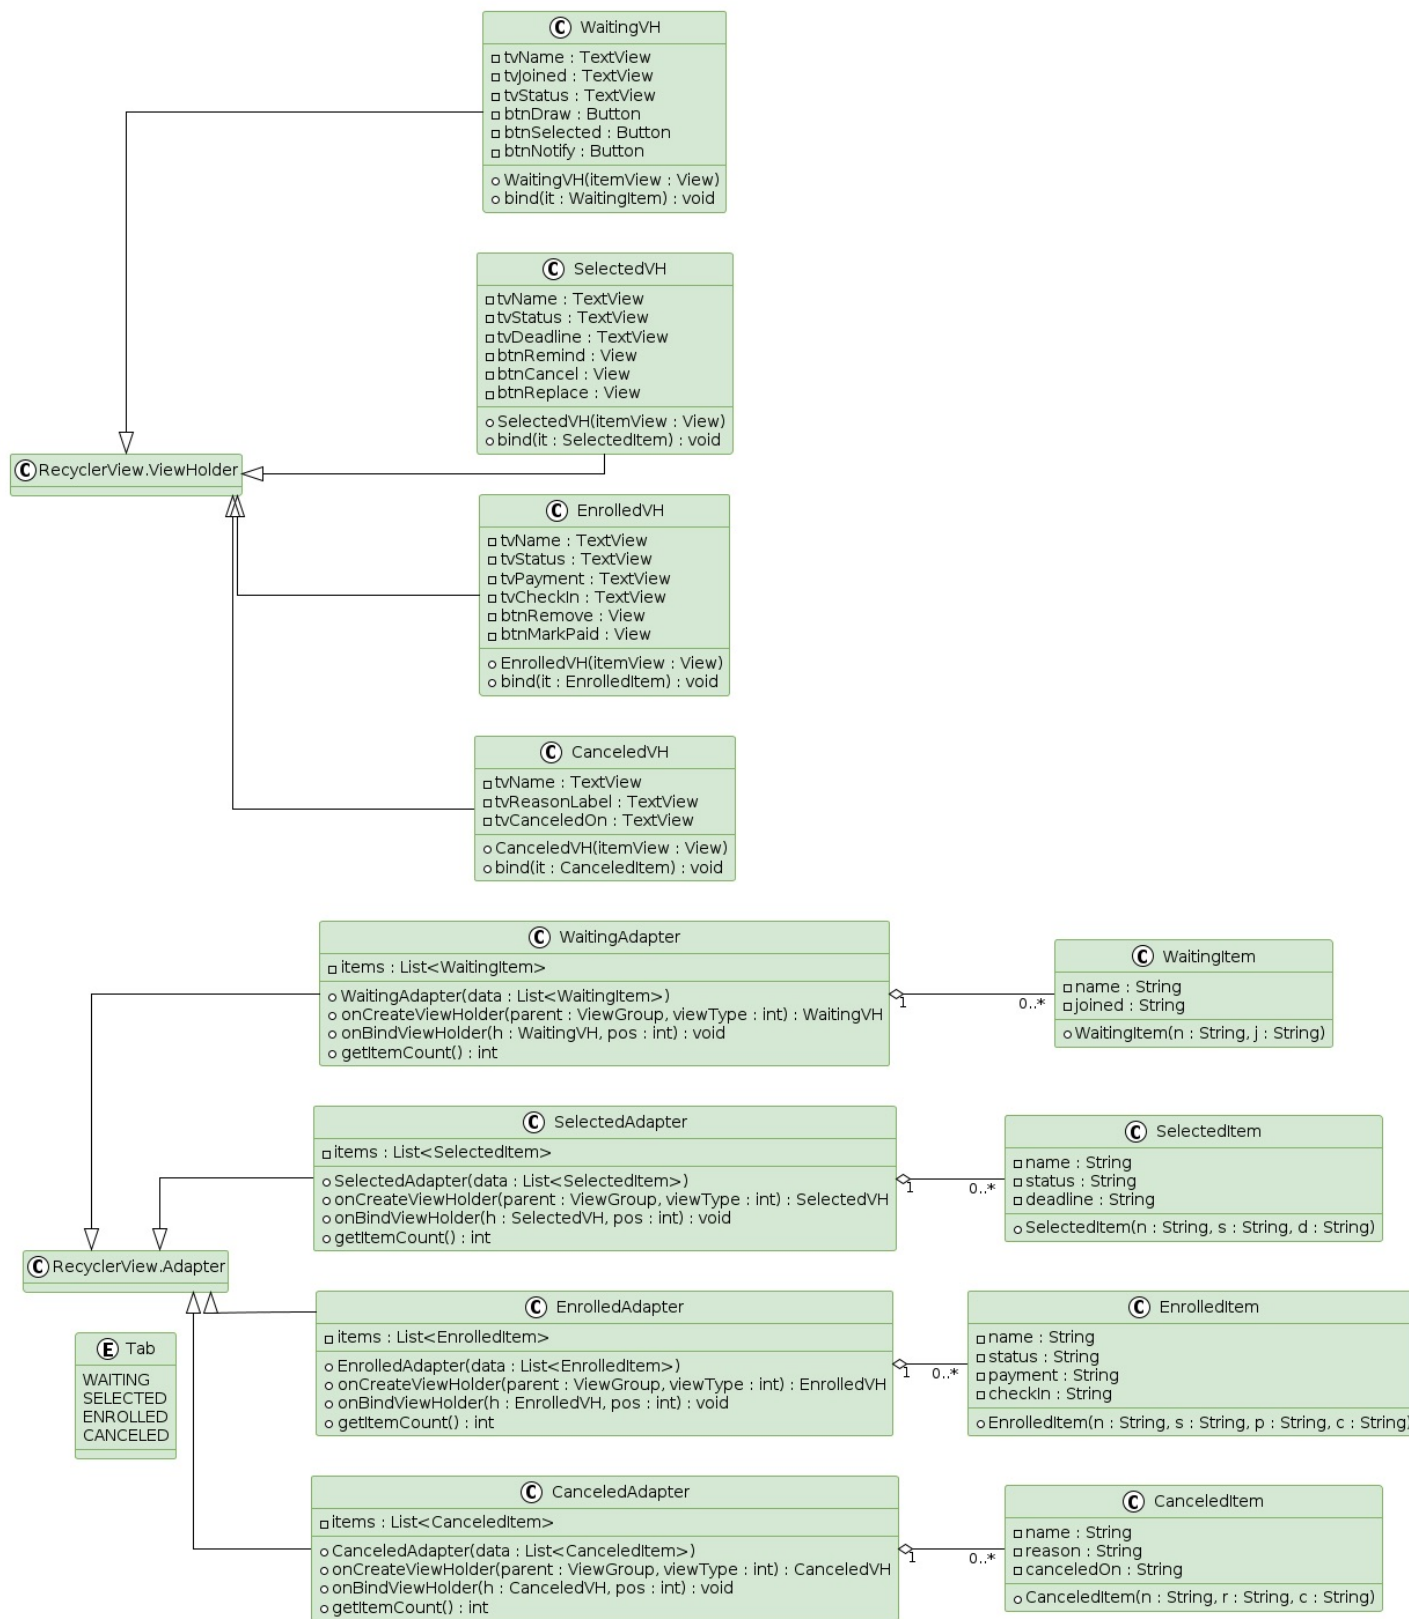 C WaitingVH
tvName : TextView
tvJoined : TextView
tvStatus : TextView
btnDraw : Button
btnSelected : Button
btnNotify : Button
WaitingVH(itemView : View)
bind(it : WaitingItem) : void
C SelectedVH
tvName : TextView
tvStatus : TextView
tvDeadline : TextView
btnRemind : View
btnCancel : View
btnReplace : View
SelectedVH(itemView : View)
bind(it : SelectedItem) : void
C RecyclerView.ViewHolder
C EnrolledVH
tvName : TextView
tvStatus : TextView
tvPayment : TextView
tvCheckIn : TextView
btnRemove : View
btnMarkPaid : View
EnrolledVH(itemView : View)
bind(it : EnrolledItem) : void
C CanceledVH
tvName : TextView
tvReasonLabel : TextView
tvCanceledOn : TextView
CanceledVH(itemView : View)
bind(it : CanceledItem) : void
C WaitingAdapter
items : List<WaitingItem>
WaitingAdapter(data : List<WaitingItem>)
onCreateViewHolder(parent : ViewGroup, viewType : int) : WaitingVH
onBindViewHolder(h : WaitingVH, pos : int) : void
getItemCount() : int
1
0..*
C WaitingItem
name : String
joined : String
WaitingItem(n : String, j : String)
C SelectedAdapter
items : List<SelectedItem>
SelectedAdapter(data : List<SelectedItem>)
onCreateViewHolder(parent : ViewGroup, viewType : int) : SelectedVH
onBindViewHolder(h : SelectedVH, pos : int) : void
getItemCount() : int
1
0..*
C SelectedItem
name : String
status : String
deadline : String
SelectedItem(n : String, s : String, d : String)
C RecyclerView.Adapter
C EnrolledAdapter
items : List<EnrolledItem>
EnrolledAdapter(data : List<EnrolledItem>)
onCreateViewHolder(parent : ViewGroup, viewType : int) : EnrolledVH
onBindViewHolder(h : EnrolledVH, pos : int) : void
getItemCount() : int
1
0..*
C EnrolledItem
name : String
status : String
payment : String
checkIn : String
EnrolledItem(n : String, s : String, p : String, c : String)
E Tab
WAITING
SELECTED
ENROLLED
CANCELED
C CanceledAdapter
items : List<CanceledItem>
CanceledAdapter(data : List<CanceledItem>)
onCreateViewHolder(parent : ViewGroup, viewType : int) : CanceledVH
onBindViewHolder(h : CanceledVH, pos : int) : void
getItemCount() : int
1
0..*
C CanceledItem
name : String
reason : String
canceledOn : String
CanceledItem(n : String, r : String, c : String)